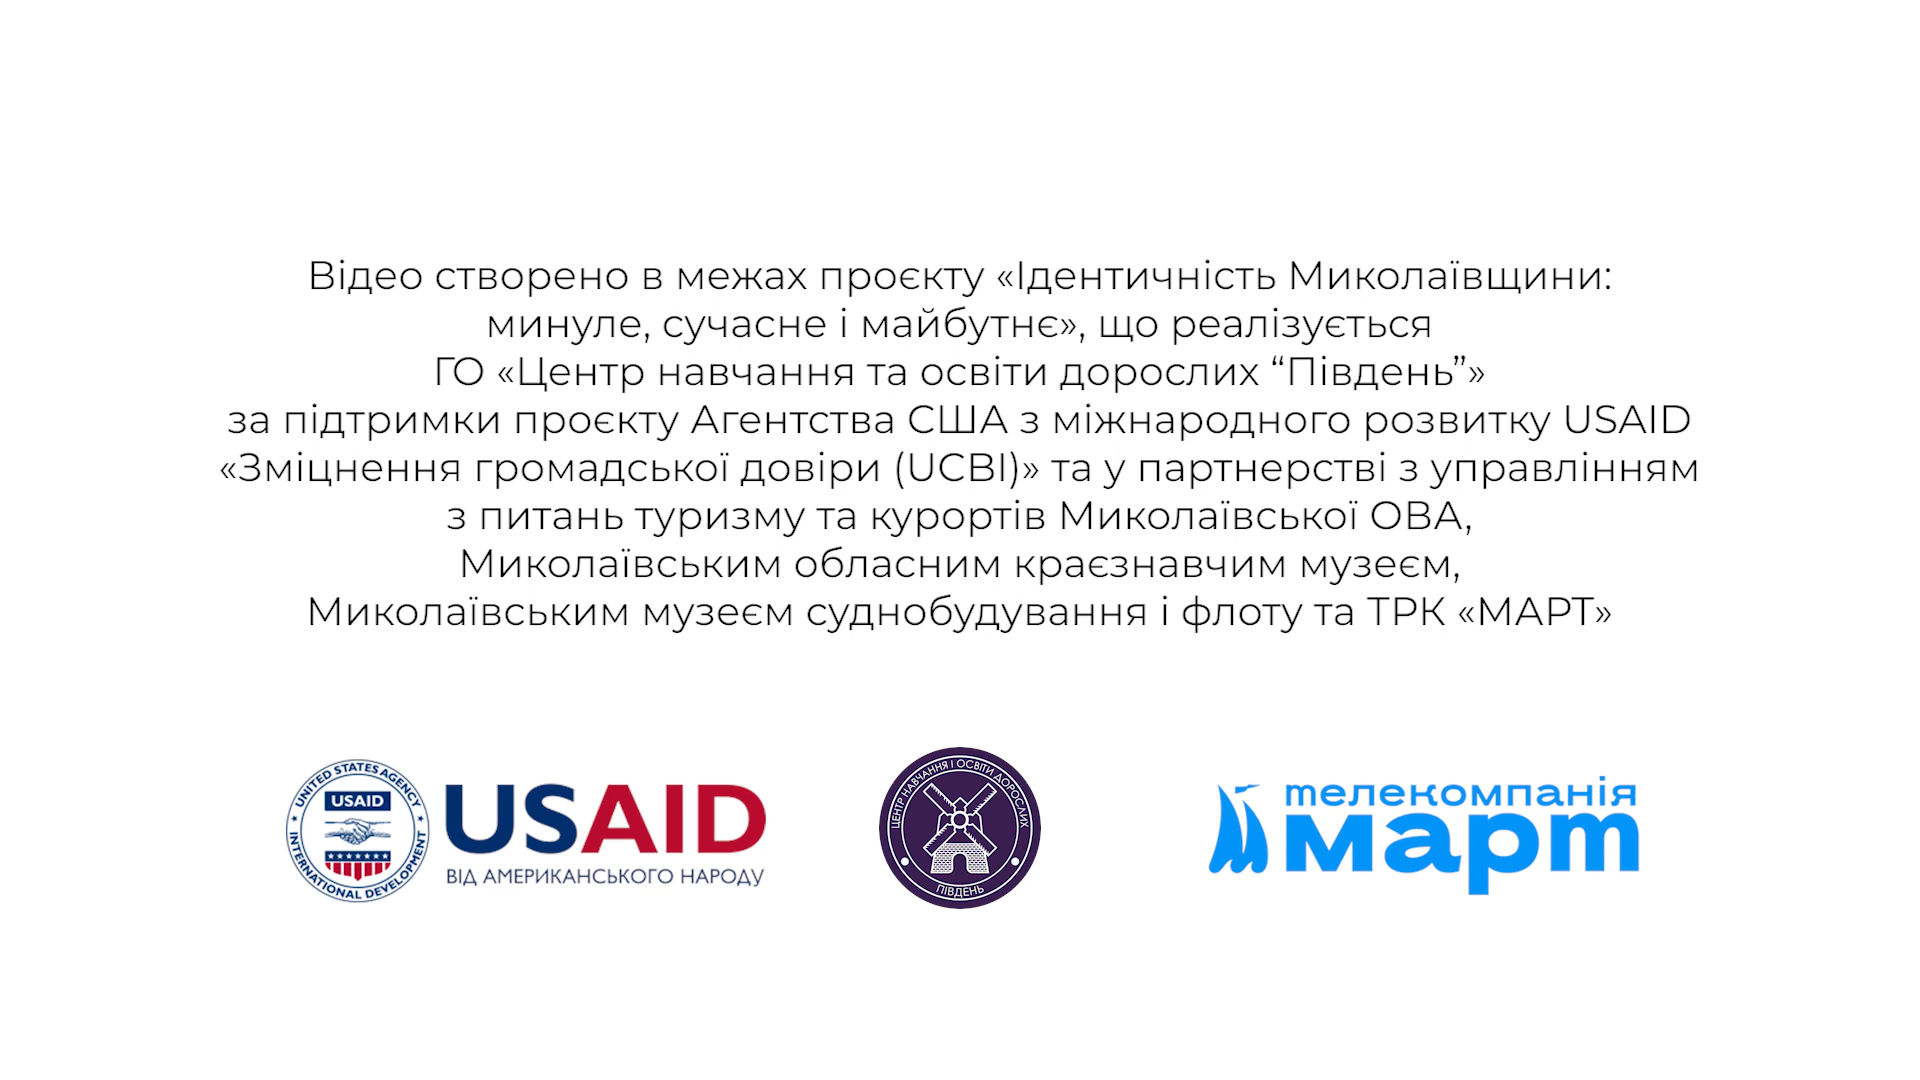 Відео створено в межах проєкту «Ідентичність Миколаївщини:
минуле, сучасне і майбутнє», що реалізується
ГО «Центр навчання та освіти дорослих “Південь”»
за підтримки проєкту Агентства США з міжнародного розвитку USAID
«Зміцнення громадської довіри (UCBI)» та у партнерстві з управлінням
з питань туризму та курортів Миколаївської ОВА,
Миколаївським обласним краєзнавчим музеєм,
Миколаївським музеєм суднобудування і флоту та ТРК «МАРТ»
UNITED STATES AGENCY
USAID
INTERNATIONAL DEVELOPMENT
USAID
ВІД АМЕРИКАНСЬКОГО НАРОДУ
ЦЕНТР НАВЧАННЯ І ОСВІТИ ДОРОСЛИХ
ПІВДЕНЬ
телекомпанія
март